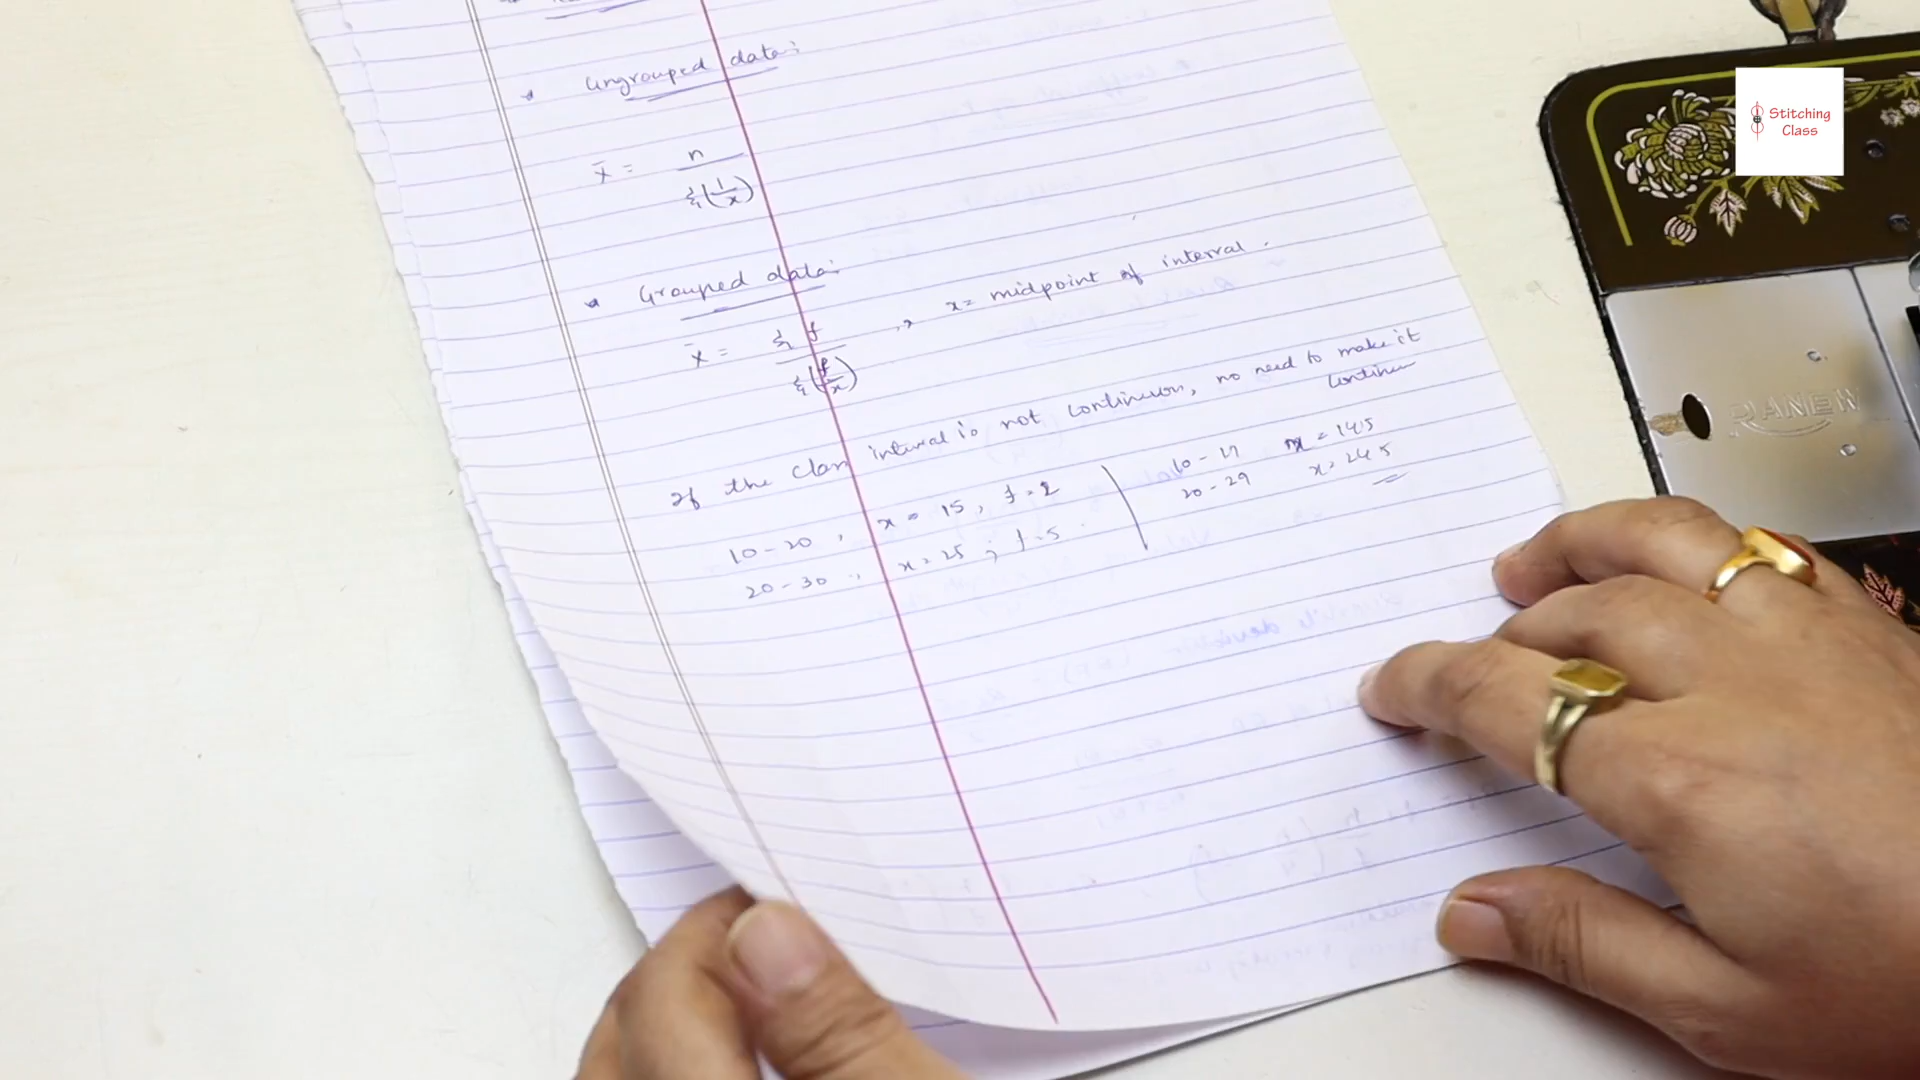 * Ungrouped data:
x̄ = n / Σ(1/x)
* Grouped data:
x̄ = Σ f / Σ(f/x) , x = midpoint of interval.
If the class interval is not continuous, no need to make it
continuous
10 - 20 , x = 15 , f = 2
20 - 30 , x = 25 ; f = 5
10 - 19 x = 14.5
20 - 29 x = 24.5
Stitching
Class